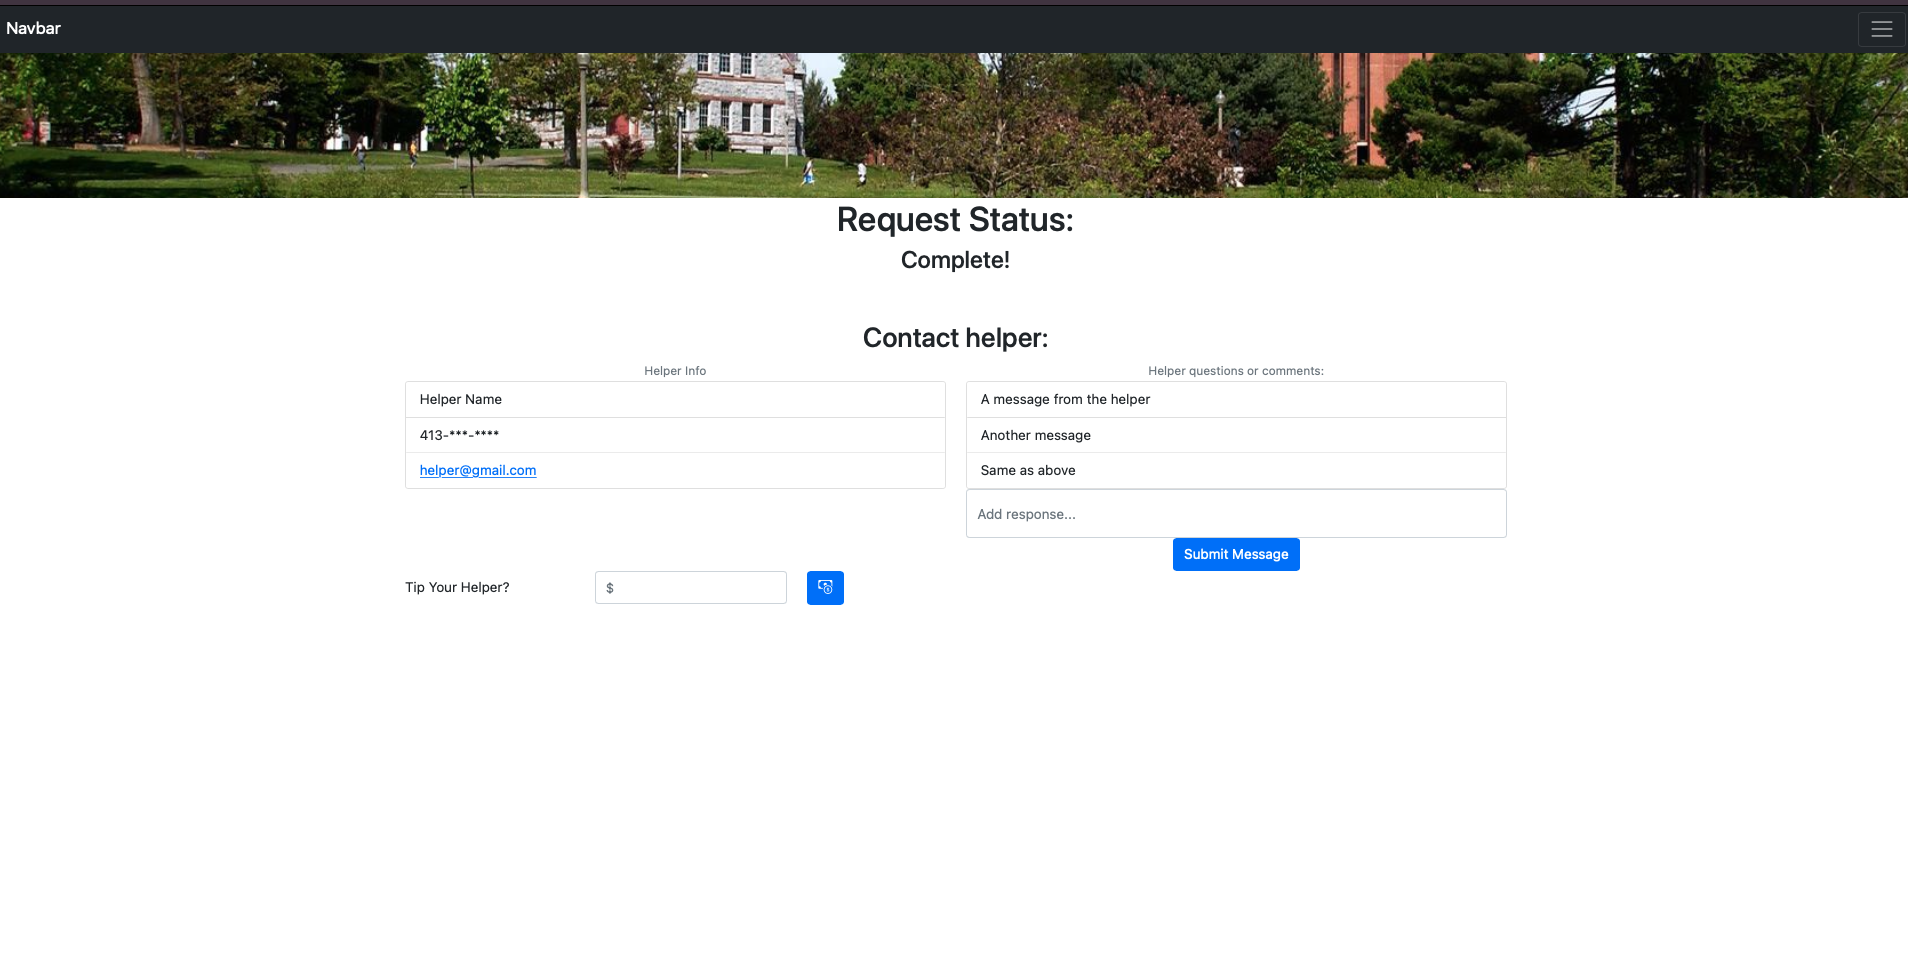 Navbar
Request Status:
Complete!
Contact helper:
Helper Info
Helper Name
413-***-****
helper@gmail.com
Helper questions or comments:
A message from the helper
Another message
Same as above
Add response...
Submit Message
Tip Your Helper?
$